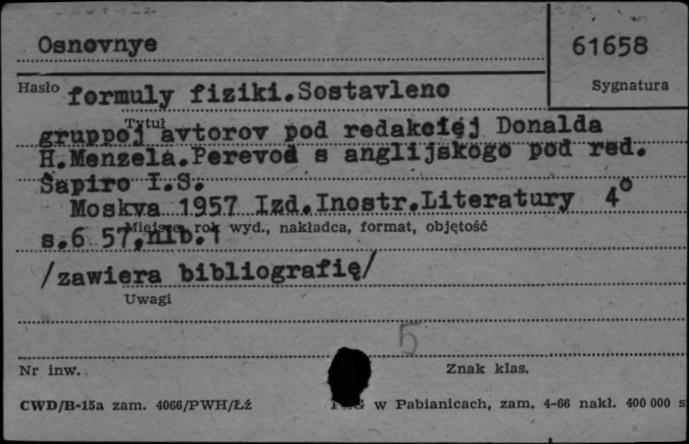 Osnovnye
61658
Hasło formuly fiziki.Sostavleno
Sygnatura
Tytuł
gruppoj avtorov pod redakciej Donalda
H.Menzela.Perevod s anglijskogo pod red.
Šapiro I.S.
Moskva 1957 Izd.Inostr.Literatury 4°
Miejsce, rok wyd., nakładca, format, objętość
s.6 57,nlb.1
/zawiera bibliografię/
Uwagi
5
Nr inw.
Znak klas.
CWD/B-15a zam. 4066/PWH/Łź
w Pabianicach, zam. 4-66 nakł. 400 000 s